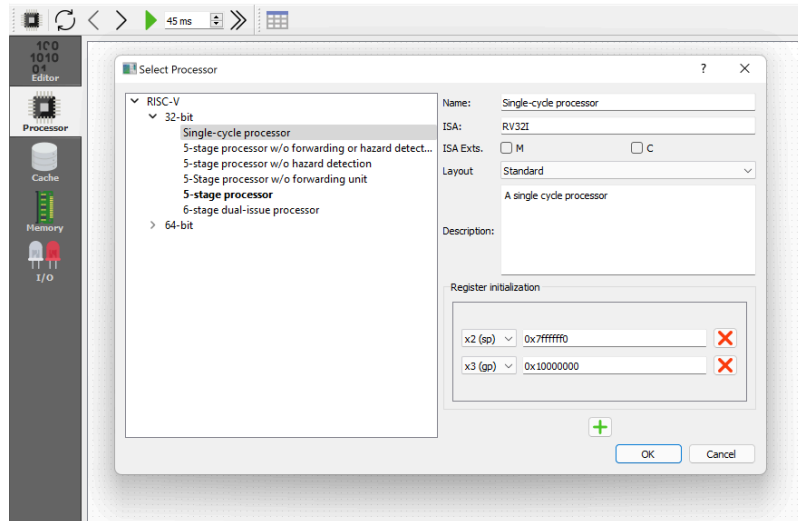 45 ms
100
1010
01
Editor
Processor
Cache
Memory
I/O
Select Processor
?
RISC-V
32-bit
Single-cycle processor
5-stage processor w/o forwarding or hazard detect...
5-stage processor w/o hazard detection
5-Stage processor w/o forwarding unit
5-stage processor
6-stage dual-issue processor
64-bit
Name: Single-cycle processor
ISA: RV32I
ISA Exts. M C
Layout Standard
Description: A single cycle processor
Register initialization
x2 (sp) 0x7ffffff0
x3 (gp) 0x10000000
OK Cancel